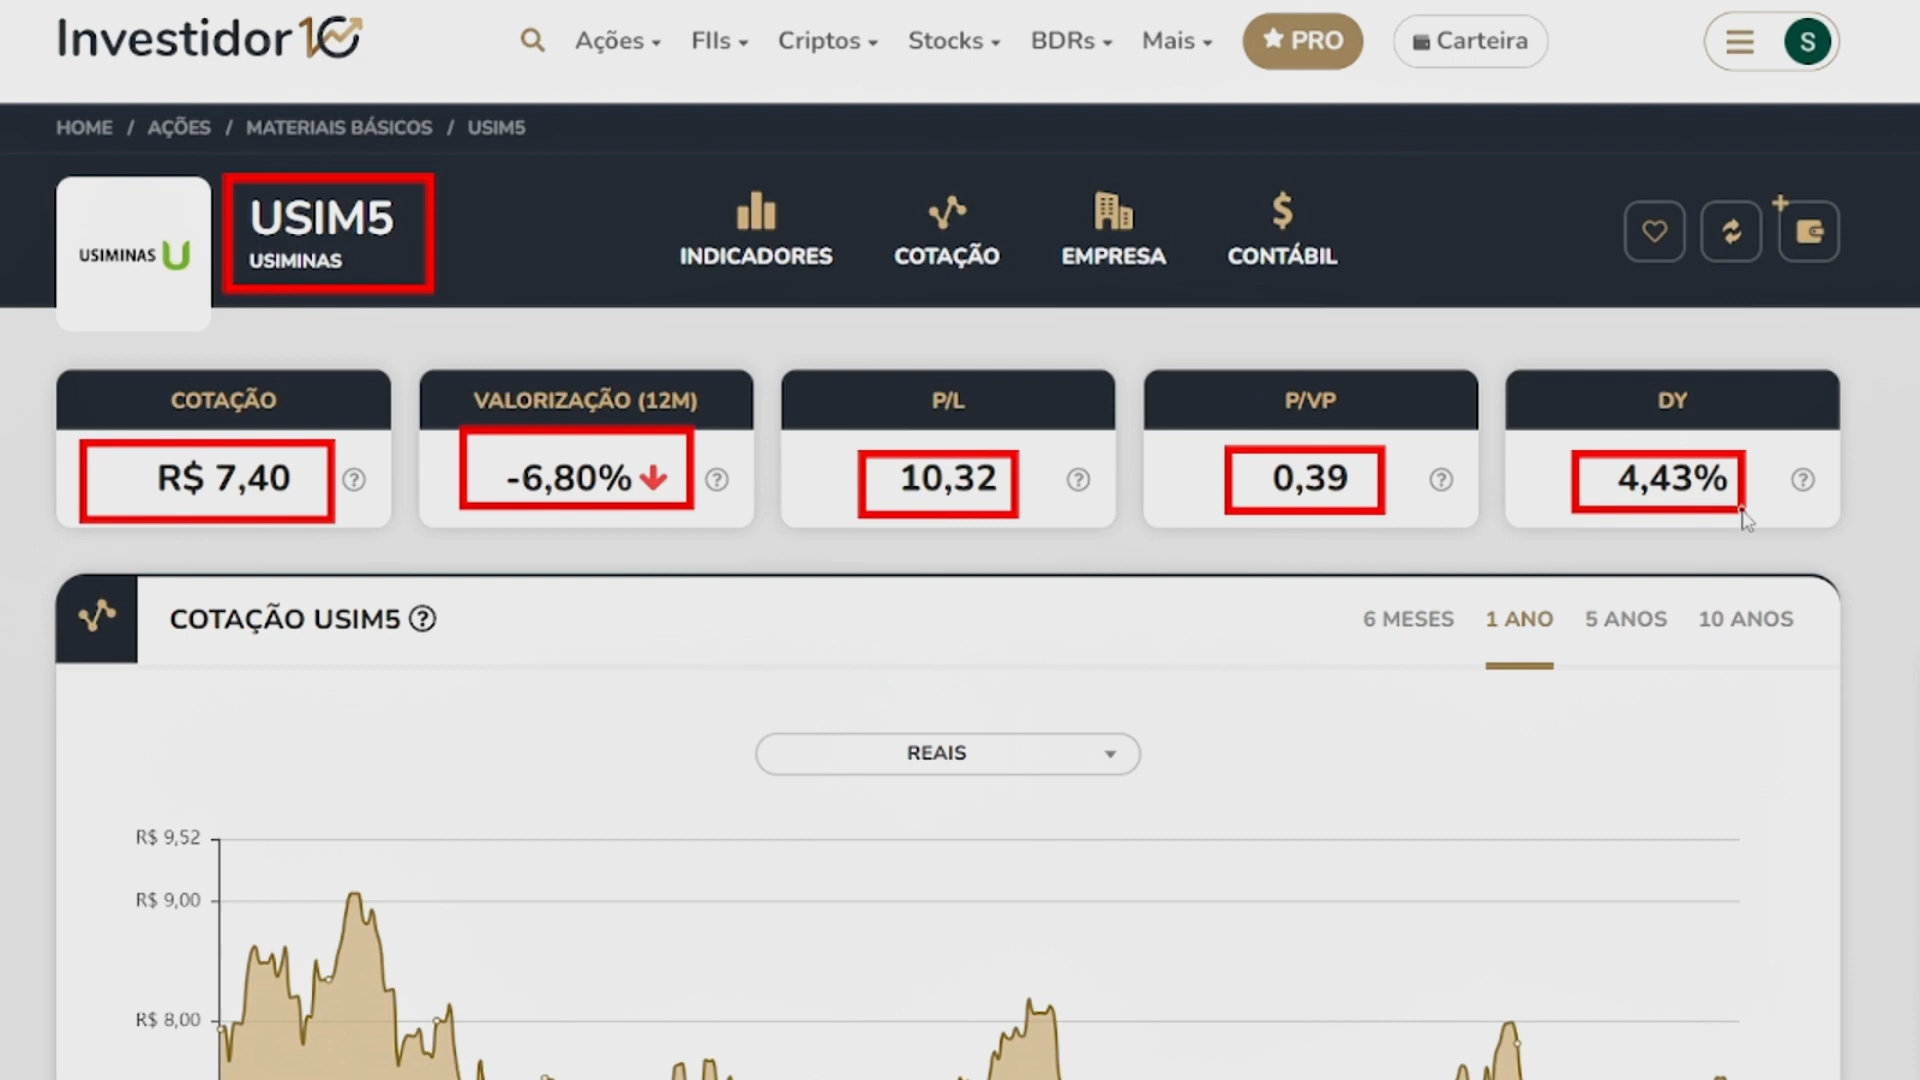 Investidor 10
Ações FIIs Criptos Stocks BDRs Mais PRO Carteira S
HOME / AÇÕES / MATERIAIS BÁSICOS / USIM5
USIMINAS
USIM5
USIMINAS
INDICADORES COTAÇÃO EMPRESA CONTÁBIL
COTAÇÃO
R$ 7,40
VALORIZAÇÃO (12M)
-6,80%
P/L
10,32
P/VP
0,39
DY
4,43%
COTAÇÃO USIM5
6 MESES 1 ANO 5 ANOS 10 ANOS
REAIS
R$ 9,52
R$ 9,00
R$ 8,00